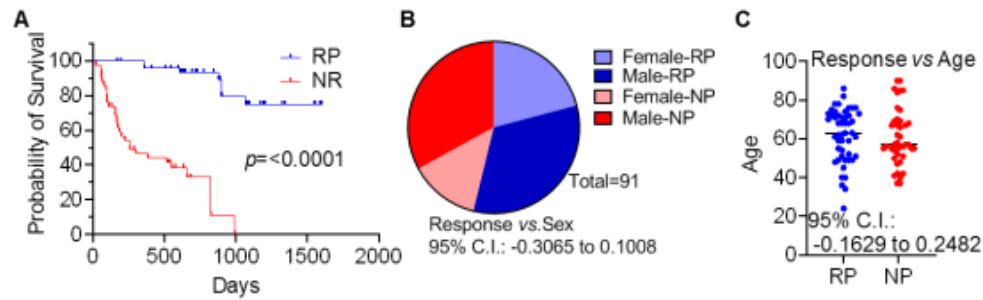 A
Probability of Survival
100
80
60
40
20
0
0 500 1000 1500 2000
Days
RP
NR
p=<0.0001
B
Female-RP
Male-RP
Female-NP
Male-NP
Total=91
Response vs.Sex
95% C.I.: -0.3065 to 0.1008
C
Response vs Age
Age
100
80
60
40
20
0
95% C.I.:
-0.1629 to 0.2482
RP NP